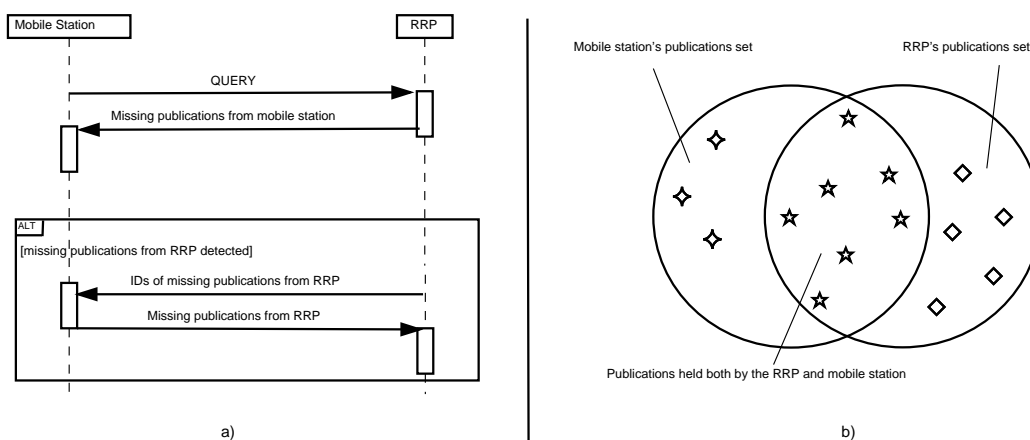 Mobile Station
RRP
QUERY
Missing publications from mobile station
ALT
[missing publications from RRP detected]
IDs of missing publications from RRP
Missing publications from RRP
a)
Mobile station's publications set
RRP's publications set
Publications held both by the RRP and mobile station
b)